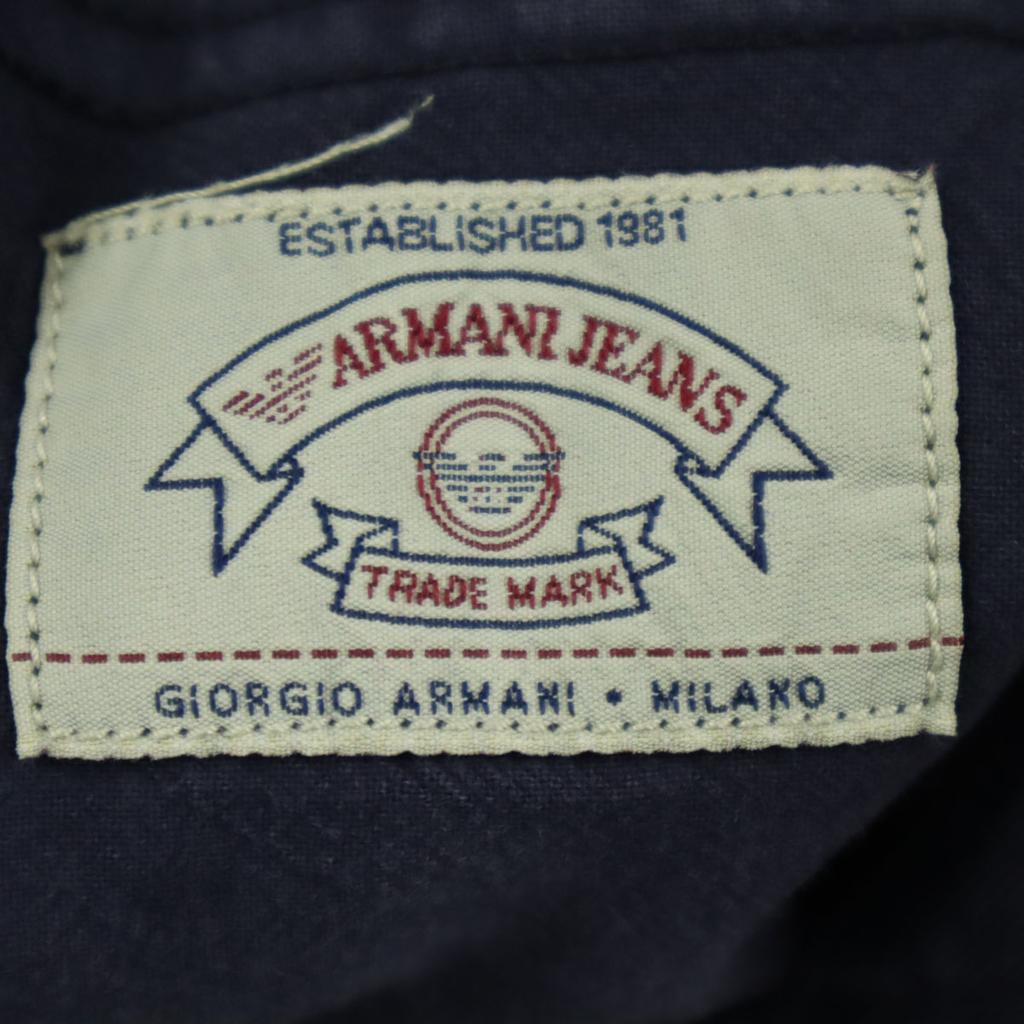 ESTABLISHED 1981
ARMANI JEANS
TRADE MARK
GIORGIO ARMANI • MILANO